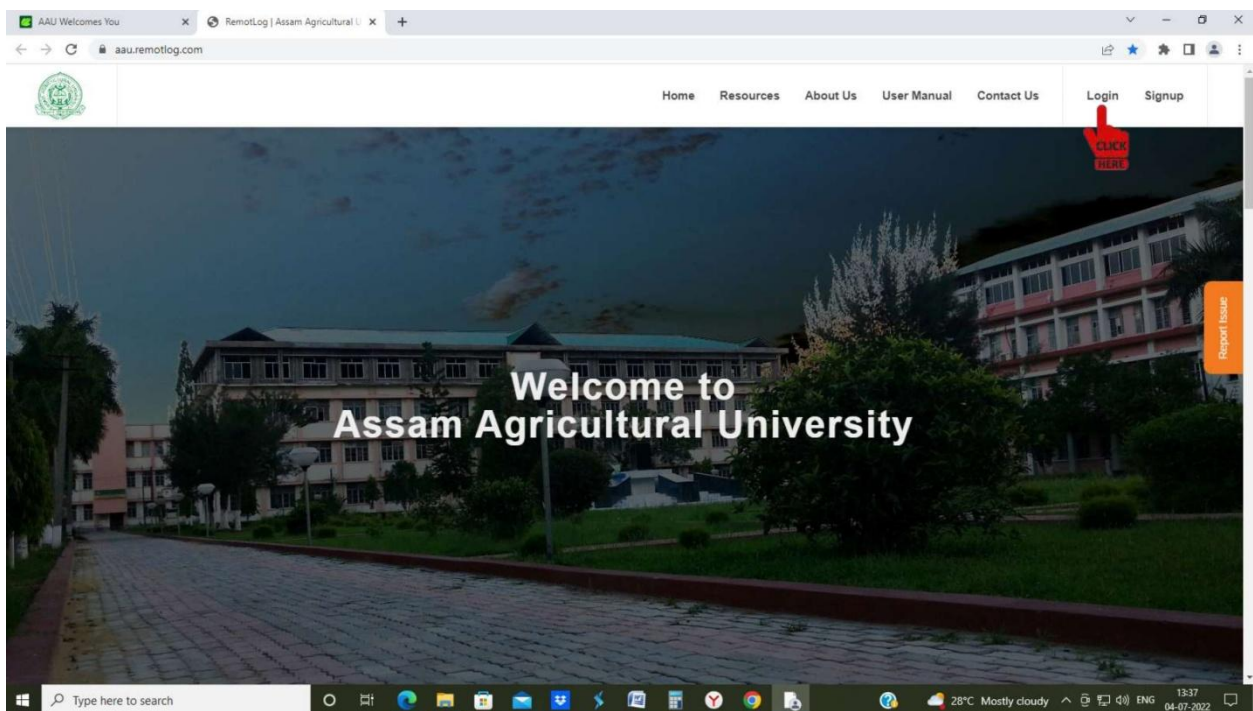 AAU Welcomes You
RemotLog | Assam Agricultural U
aau.remotlog.com
Home Resources About Us User Manual Contact Us Login Signup
CLICK
HERE
Report Issue
Welcome to
Assam Agricultural University
Type here to search
28°C Mostly cloudy ENG 13:37
04-07-2022